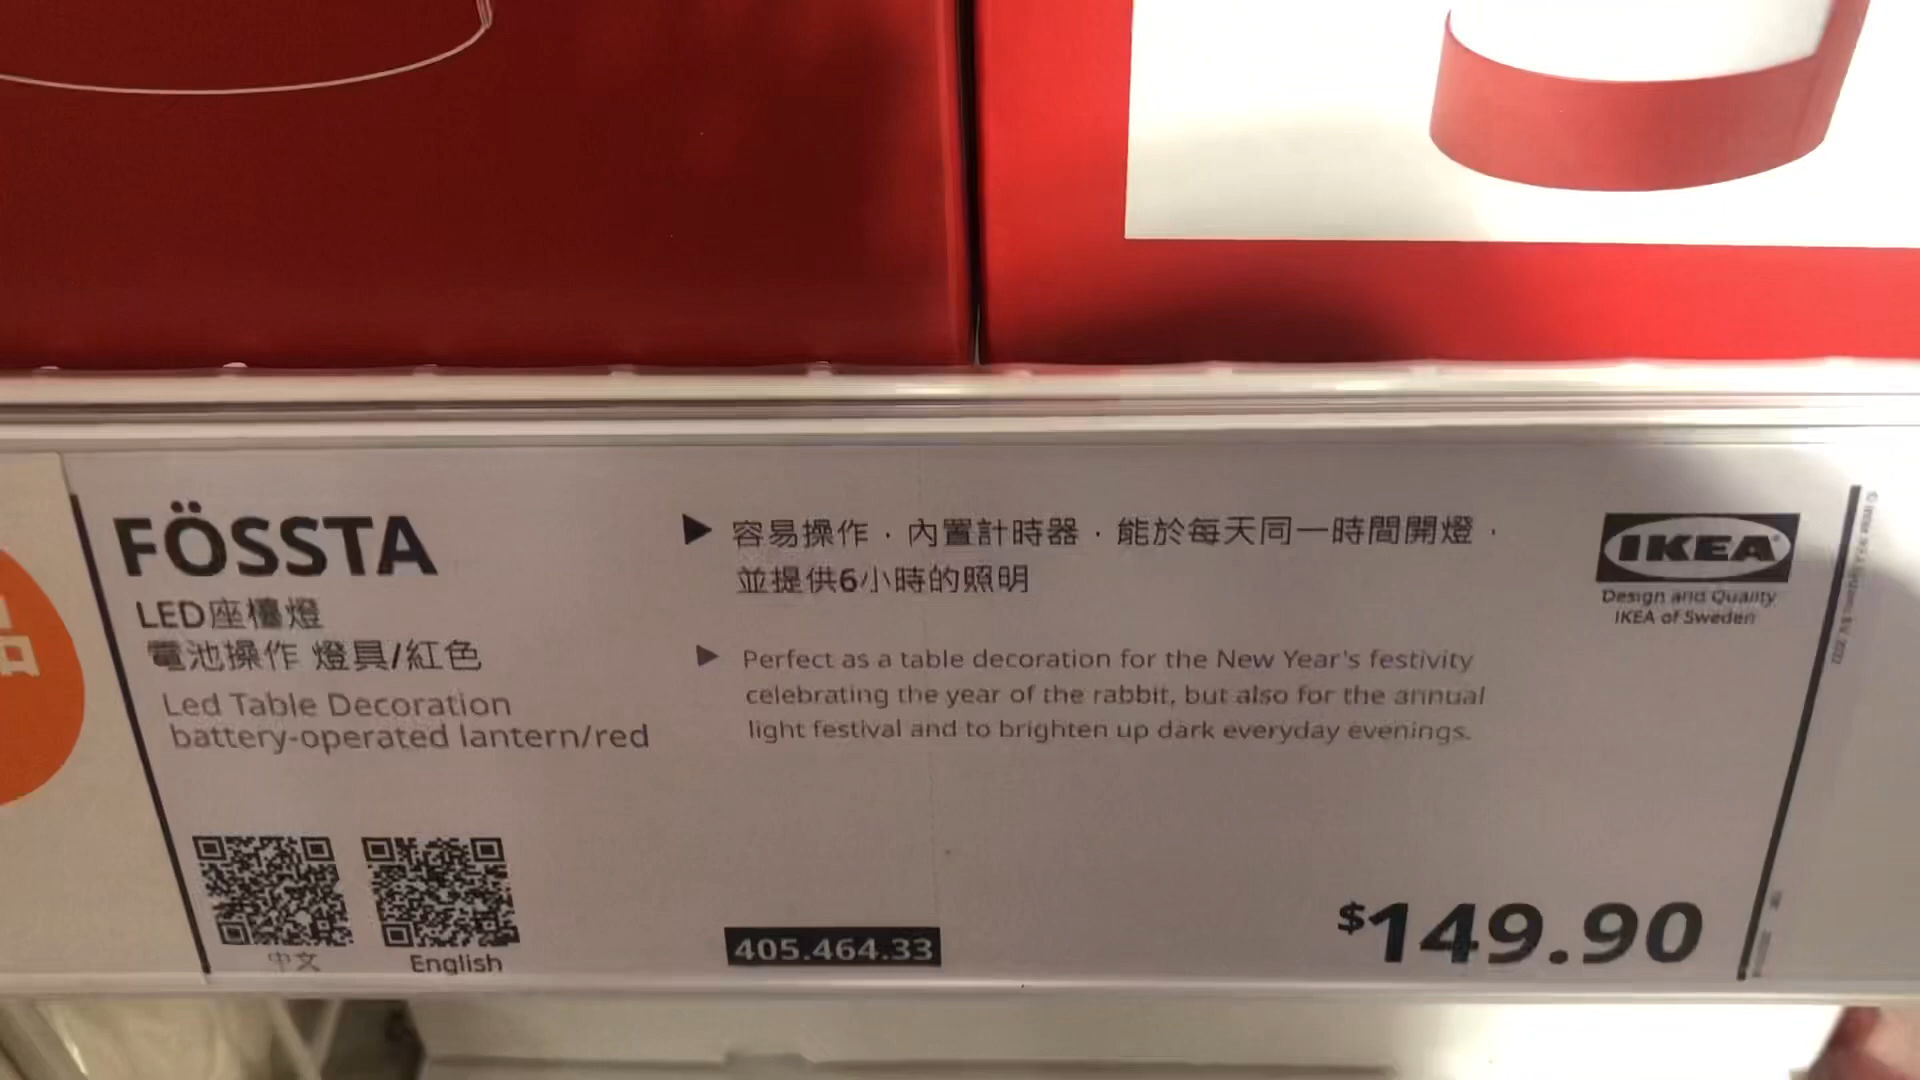 FÖSSTA
LED座檯燈
電池操作 燈具/紅色
Led Table Decoration
battery-operated lantern/red
中文
English
▶ 容易操作，內置計時器，能於每天同一時間開燈，
並提供6小時的照明
▶ Perfect as a table decoration for the New Year's festivity
celebrating the year of the rabbit, but also for the annual
light festival and to brighten up dark everyday evenings.
405.464.33
IKEA®
Design and Quality
IKEA of Sweden
$149.90
品